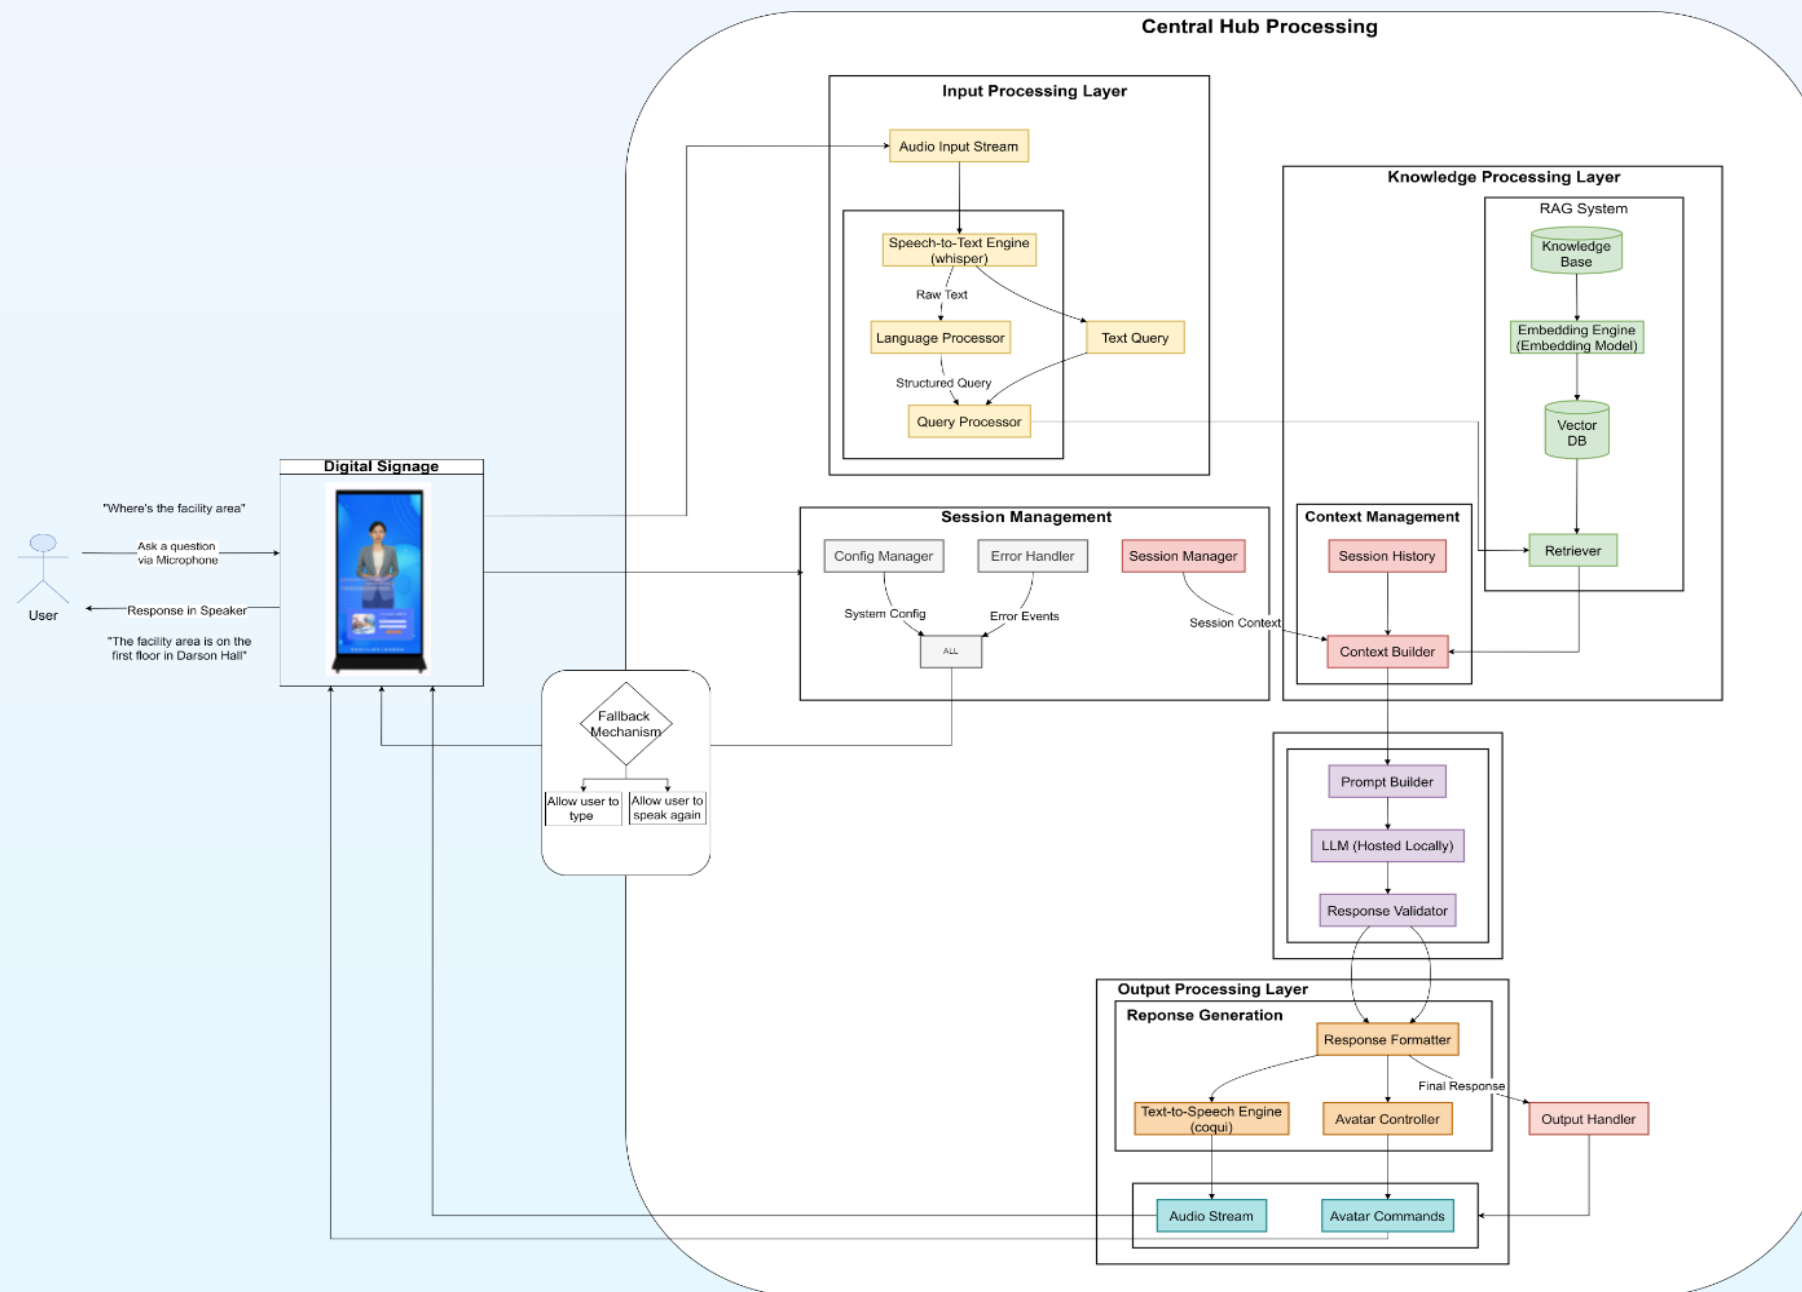 Central Hub Processing
Input Processing Layer
Audio Input Stream
Speech-to-Text Engine
(whisper)
Raw Text
Language Processor
Text Query
Structured Query
Query Processor
Knowledge Processing Layer
RAG System
Knowledge
Base
Embedding Engine
(Embedding Model)
Vector
DB
Retriever
Context Management
Session History
Context Builder
Digital Signage
"Where's the facility area"
Ask a question
via Microphone
User
Response in Speaker
"The facility area is on the
first floor in Darson Hall"
Session Management
Config Manager
Error Handler
Session Manager
System Config
Error Events
Session Context
ALL
Fallback
Mechanism
Allow user to
type
Allow user to
speak again
Prompt Builder
LLM (Hosted Locally)
Response Validator
Output Processing Layer
Reponse Generation
Response Formatter
Final Response
Text-to-Speech Engine
(coqui)
Avatar Controller
Output Handler
Audio Stream
Avatar Commands